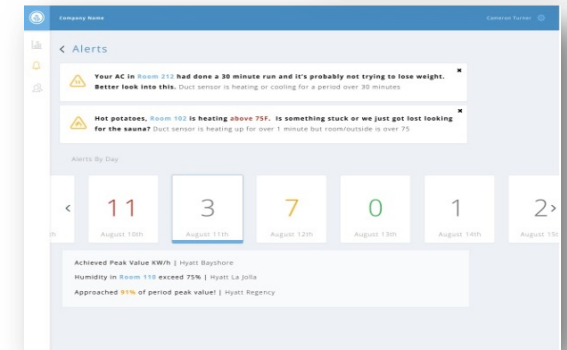 Company Name
Cameron Turner
Alerts
Your AC in Room 212 had done a 30 minute run and it's probably not trying to lose weight.
Better look into this. Duct sensor is heating or cooling for a period over 30 minutes
Hot potatoes, Room 102 is heating above 75F. Is something stuck or we just got lost looking
for the sauna? Duct sensor is heating up for over 1 minute but room/outside is over 75
Alerts By Day
11 3 7 0 1 2
August 10th August 11th August 12th August 13th August 14th August
Achieved Peak Value KW/h | Hyatt Bayshore
Humidity in Room 110 exceed 75% | Hyatt La Jolla
Approached 91% of period peak value! | Hyatt Regency